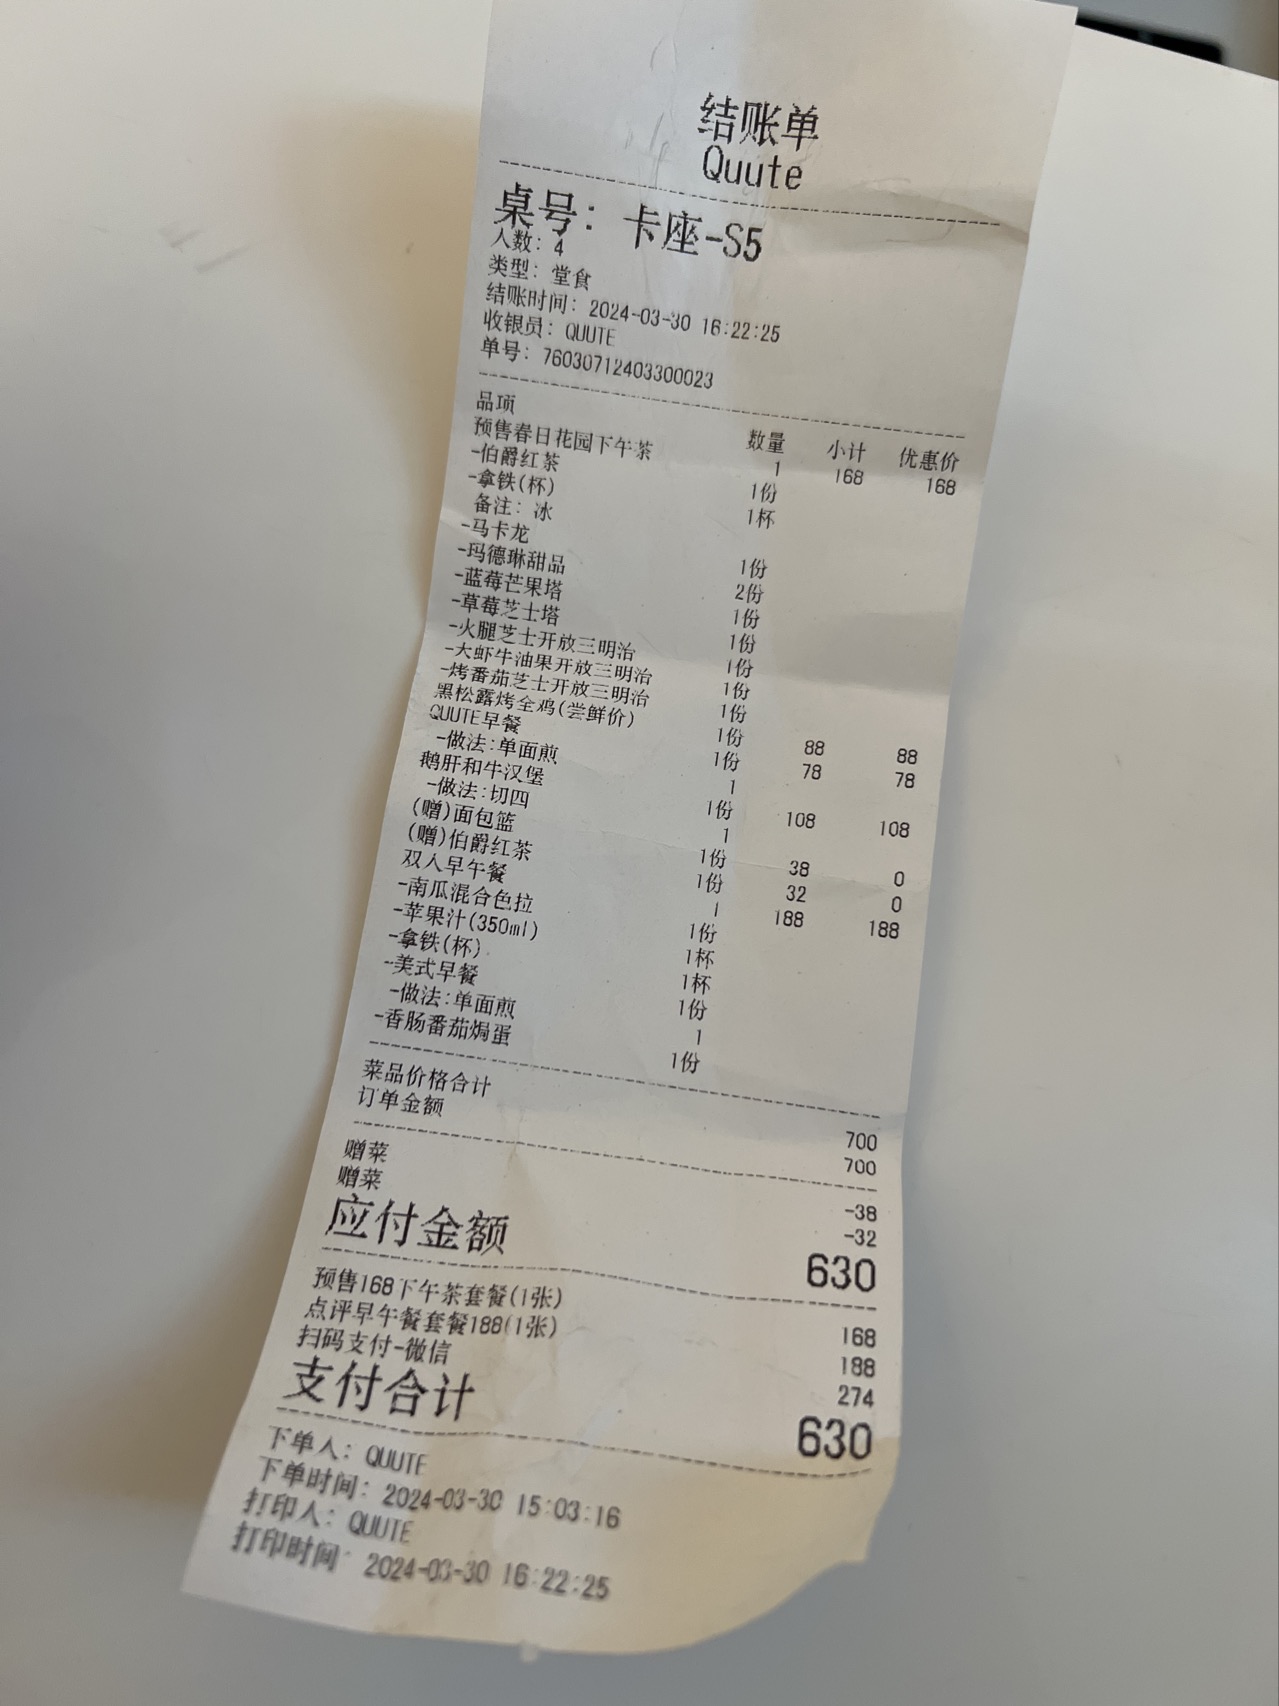 结账单
Quute
桌号: 卡座-S5
人数: 4
类型: 堂食
结账时间: 2024-03-30 16:22:25
收银员: QUUTE
单号: 76030712403300023
品项 数量 小计 优惠价
预售春日花园下午茶 1 168 168
-伯爵红茶 1份
-拿铁(杯) 1杯
备注: 冰
-马卡龙 1份
-玛德琳甜品 2份
-蓝莓芒果塔 1份
-草莓芝士塔 1份
-火腿芝士开放三明治 1份
-大虾牛油果开放三明治 1份
-烤番茄芝士开放三明治 1份
黑松露烤全鸡(尝鲜价) 1份 88 88
QUUTE早餐 1份 78 78
-做法:单面煎 1
鹅肝和牛汉堡 1份 108 108
-做法:切四 1
(赠)面包篮 1份 38 0
(赠)伯爵红茶 1份 32 0
双人早午餐 1 188 188
-南瓜混合色拉 1份
-苹果汁(350ml) 1杯
-拿铁(杯) 1杯
-美式早餐 1份
-做法:单面煎 1
-香肠番茄焗蛋 1份
菜品价格合计 700
订单金额 700
赠菜 -38
赠菜 -32
应付金额 630
预售168下午茶套餐(1张) 168
点评早午餐套餐188(1张) 188
扫码支付-微信 274
支付合计 630
下单人: QUUTE
下单时间: 2024-03-30 15:03:16
打印人: QUUTE
打印时间: 2024-03-30 16:22:25